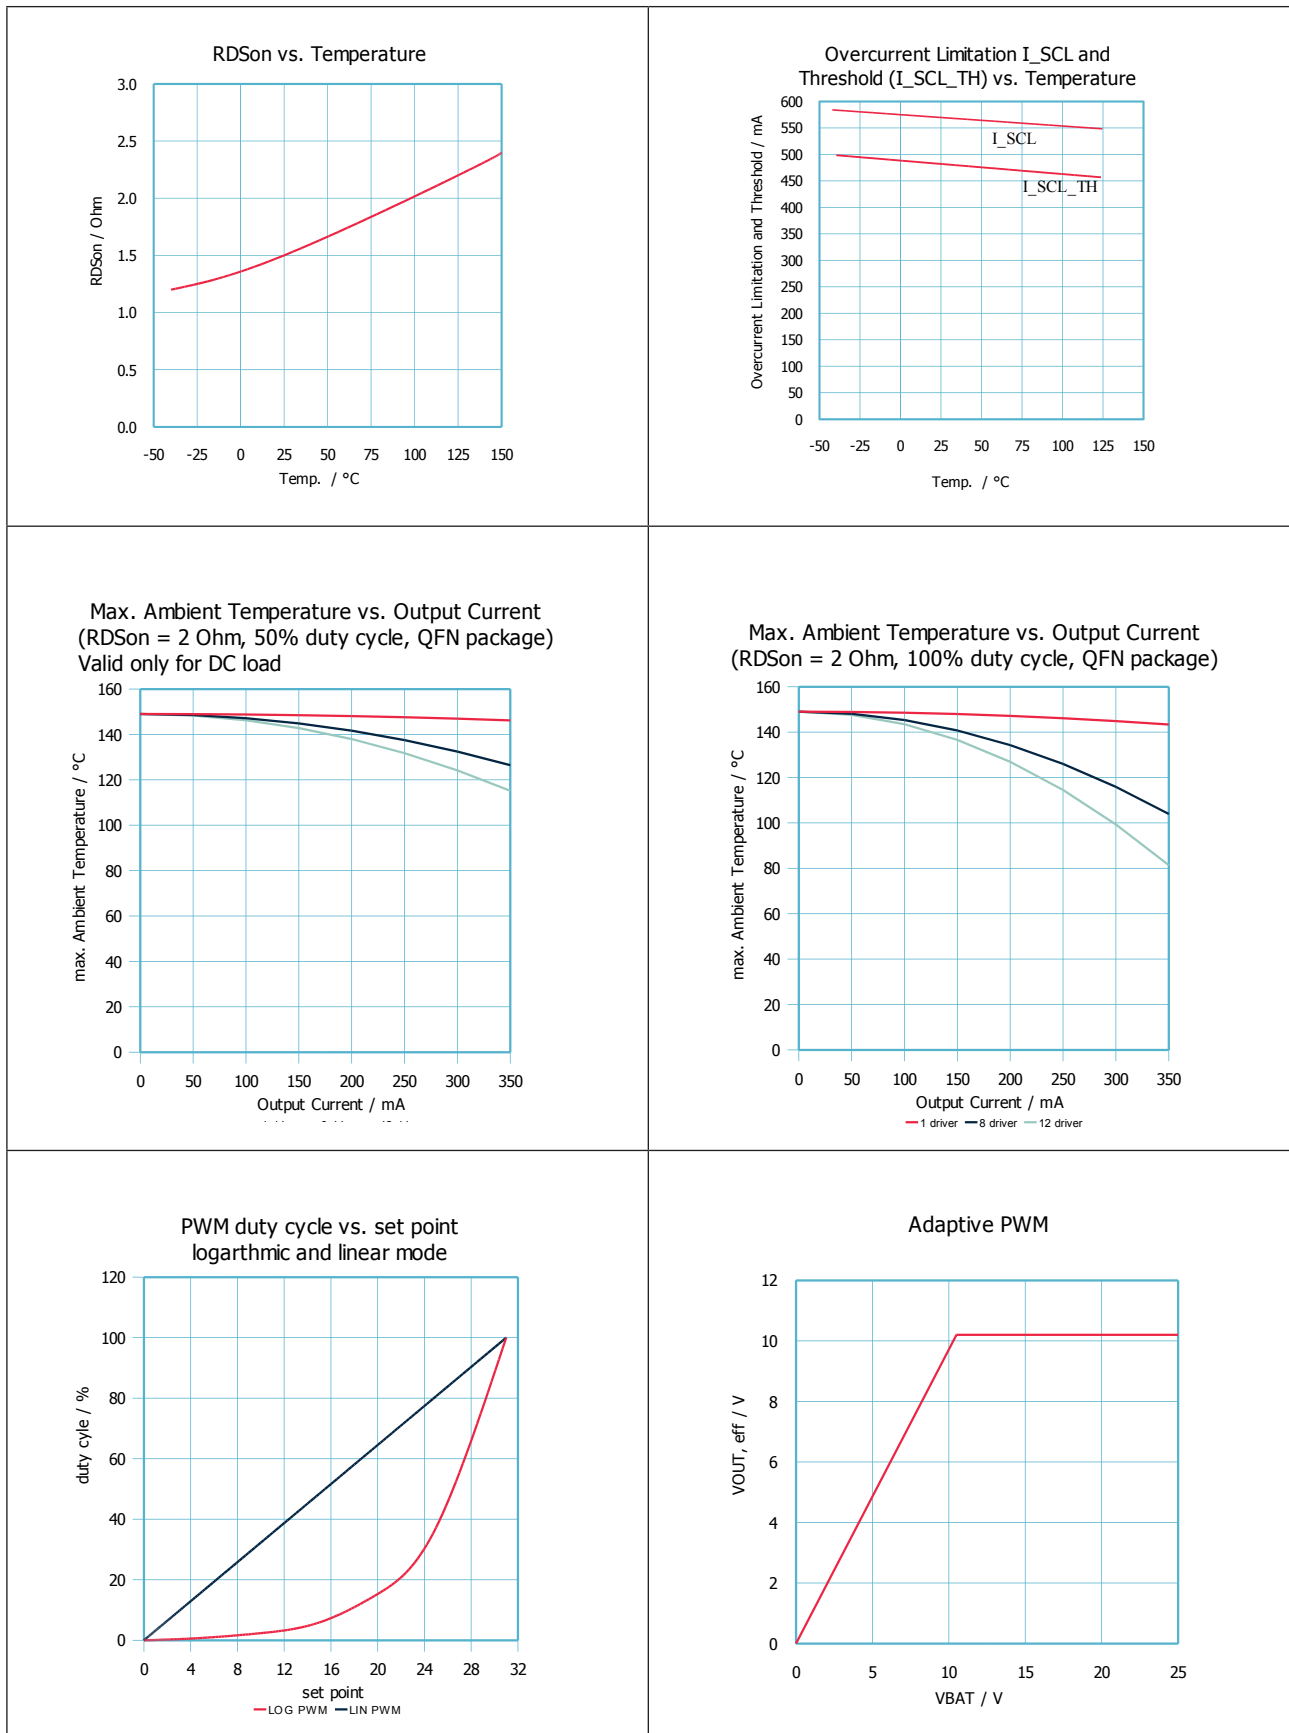 RDSon vs. Temperature
3.0
2.5
2.0
1.5
1.0
0.5
0.0
RDSon / Ohm
-50 -25 0 25 50 75 100 125 150
Temp. / °C
Overcurrent Limitation I_SCL and
Threshold (I_SCL_TH) vs. Temperature
600
550
500
450
400
350
300
250
200
150
100
50
0
Overcurrent Limitation and Threshold / mA
I_SCL
I_SCL_TH
-50 -25 0 25 50 75 100 125 150
Temp. / °C
Max. Ambient Temperature vs. Output Current
(RDSon = 2 Ohm, 50% duty cycle, QFN package)
Valid only for DC load
160
140
120
100
80
60
40
20
0
max. Ambient Temperature / °C
0 50 100 150 200 250 300 350
Output Current / mA
Max. Ambient Temperature vs. Output Current
(RDSon = 2 Ohm, 100% duty cycle, QFN package)
160
140
120
100
80
60
40
20
0
max. Ambient Temperature / °C
0 50 100 150 200 250 300 350
Output Current / mA
1 driver 8 driver 12 driver
PWM duty cycle vs. set point
logarthmic and linear mode
120
100
80
60
40
20
0
duty cyle / %
0 4 8 12 16 20 24 28 32
set point
LOG PWM LIN PWM
Adaptive PWM
12
10
8
6
4
2
0
VOUT, eff / V
0 5 10 15 20 25
VBAT / V